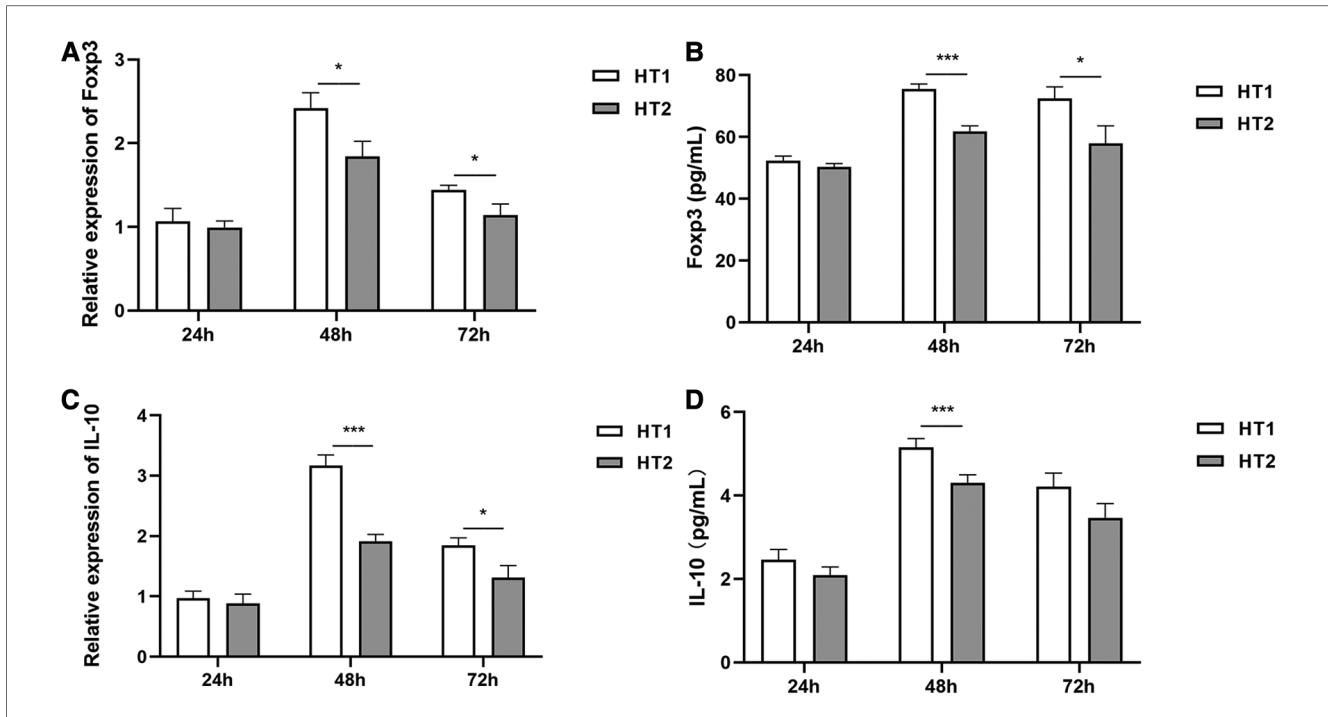 A
Relative expression of Foxp3
3
2
1
0
*
*
24h
48h
72h
HT1
HT2
B
Foxp3 (pg/mL)
80
60
40
20
0
***
*
24h
48h
72h
HT1
HT2
C
Relative expression of IL-10
4
3
2
1
0
***
*
24h
48h
72h
HT1
HT2
D
IL-10（pg/mL）
6
4
2
0
***
24h
48h
72h
HT1
HT2